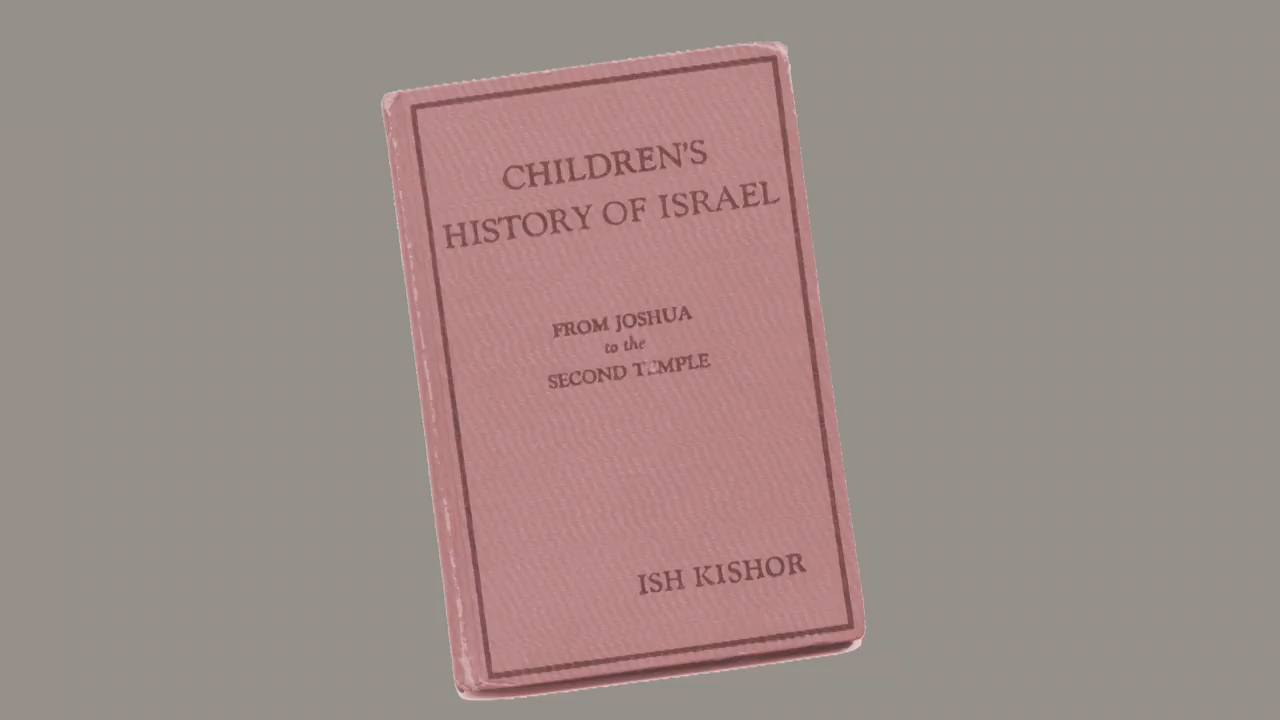 CHILDREN'S
HISTORY OF ISRAEL
FROM JOSHUA
to the
SECOND TEMPLE
ISH KISHOR